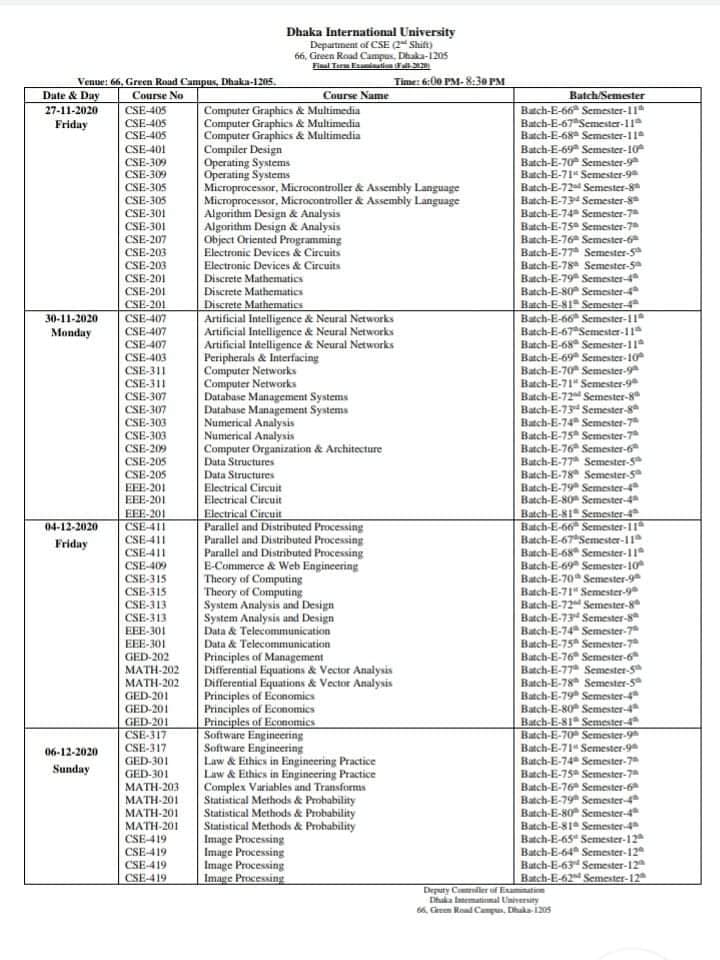 Dhaka International University
Department of CSE (2nd Shift)
66, Green Road Campus, Dhaka-1205
Final Term Examination (Fall-2020)
Venue: 66, Green Road Campus, Dhaka-1205. Time: 6:00 PM- 8:30 PM
Date & Day Course No Course Name Batch/Semester
27-11-2020 CSE-405 Computer Graphics & Multimedia Batch-E-66th Semester-11th
Friday CSE-405 Computer Graphics & Multimedia Batch-E-67thSemester-11th
CSE-405 Computer Graphics & Multimedia Batch-E-68th Semester-11th
CSE-401 Compiler Design Batch-E-69th Semester-10th
CSE-309 Operating Systems Batch-E-70th Semester-9th
CSE-309 Operating Systems Batch-E-71st Semester-9th
CSE-305 Microprocessor, Microcontroller & Assembly Language Batch-E-72nd Semester-8th
CSE-305 Microprocessor, Microcontroller & Assembly Language Batch-E-73rd Semester-8th
CSE-301 Algorithm Design & Analysis Batch-E-74th Semester-7th
CSE-301 Algorithm Design & Analysis Batch-E-75th Semester-7th
CSE-207 Object Oriented Programming Batch-E-76th Semester-6th
CSE-203 Electronic Devices & Circuits Batch-E-77th Semester-5th
CSE-203 Electronic Devices & Circuits Batch-E-78th Semester-5th
CSE-201 Discrete Mathematics Batch-E-79th Semester-4th
CSE-201 Discrete Mathematics Batch-E-80th Semester-4th
CSE-201 Discrete Mathematics Batch-E-81th Semester-4th
30-11-2020 CSE-407 Artificial Intelligence & Neural Networks Batch-E-66th Semester-11th
Monday CSE-407 Artificial Intelligence & Neural Networks Batch-E-67thSemester-11th
CSE-407 Artificial Intelligence & Neural Networks Batch-E-68th Semester-11th
CSE-403 Peripherals & Interfacing Batch-E-69th Semester-10th
CSE-311 Computer Networks Batch-E-70th Semester-9th
CSE-311 Computer Networks Batch-E-71st Semester-9th
CSE-307 Database Management Systems Batch-E-72nd Semester-8th
CSE-307 Database Management Systems Batch-E-73rd Semester-8th
CSE-303 Numerical Analysis Batch-E-74th Semester-7th
CSE-303 Numerical Analysis Batch-E-75th Semester-7th
CSE-209 Computer Organization & Architecture Batch-E-76th Semester-6th
CSE-205 Data Structures Batch-E-77th Semester-5th
CSE-205 Data Structures Batch-E-78th Semester-5th
EEE-201 Electrical Circuit Batch-E-79th Semester-4th
EEE-201 Electrical Circuit Batch-E-80th Semester-4th
EEE-201 Electrical Circuit Batch-E-81th Semester-4th
04-12-2020 CSE-411 Parallel and Distributed Processing Batch-E-66th Semester-11th
Friday CSE-411 Parallel and Distributed Processing Batch-E-67thSemester-11th
CSE-411 Parallel and Distributed Processing Batch-E-68th Semester-11th
CSE-409 E-Commerce & Web Engineering Batch-E-69th Semester-10th
CSE-315 Theory of Computing Batch-E-70th Semester-9th
CSE-315 Theory of Computing Batch-E-71st Semester-9th
CSE-313 System Analysis and Design Batch-E-72nd Semester-8th
CSE-313 System Analysis and Design Batch-E-73rd Semester-8th
EEE-301 Data & Telecommunication Batch-E-74th Semester-7th
EEE-301 Data & Telecommunication Batch-E-75th Semester-7th
GED-202 Principles of Management Batch-E-76th Semester-6th
MATH-202 Differential Equations & Vector Analysis Batch-E-77th Semester-5th
MATH-202 Differential Equations & Vector Analysis Batch-E-78th Semester-5th
GED-201 Principles of Economics Batch-E-79th Semester-4th
GED-201 Principles of Economics Batch-E-80th Semester-4th
GED-201 Principles of Economics Batch-E-81th Semester-4th
CSE-317 Software Engineering Batch-E-70th Semester-9th
06-12-2020 CSE-317 Software Engineering Batch-E-71st Semester-9th
Sunday GED-301 Law & Ethics in Engineering Practice Batch-E-74th Semester-7th
GED-301 Law & Ethics in Engineering Practice Batch-E-75th Semester-7th
MATH-203 Complex Variables and Transforms Batch-E-76th Semester-6th
MATH-201 Statistical Methods & Probability Batch-E-79th Semester-4th
MATH-201 Statistical Methods & Probability Batch-E-80th Semester-4th
MATH-201 Statistical Methods & Probability Batch-E-81th Semester-4th
CSE-419 Image Processing Batch-E-65th Semester-12th
CSE-419 Image Processing Batch-E-64th Semester-12th
CSE-419 Image Processing Batch-E-63rd Semester-12th
CSE-419 Image Processing Batch-E-62nd Semester-12th
Deputy Controller of Examination
Dhaka International University
66, Green Road Campus, Dhaka-1205